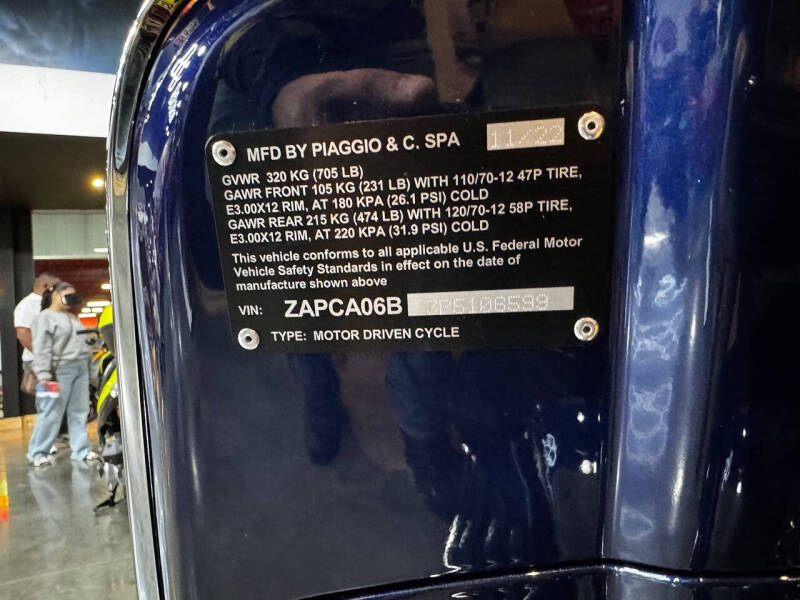 MFD BY PIAGGIO & C. SPA 11/22
GVWR 320 KG (705 LB)
GAWR FRONT 105 KG (231 LB) WITH 110/70-12 47P TIRE,
E3.00X12 RIM, AT 180 KPA (26.1 PSI) COLD
GAWR REAR 215 KG (474 LB) WITH 120/70-12 58P TIRE,
E3.00X12 RIM, AT 220 KPA (31.9 PSI) COLD
This vehicle conforms to all applicable U.S. Federal Motor
Vehicle Safety Standards in effect on the date of
manufacture shown above
VIN: ZAPCA06B
TYPE: MOTOR DRIVEN CYCLE